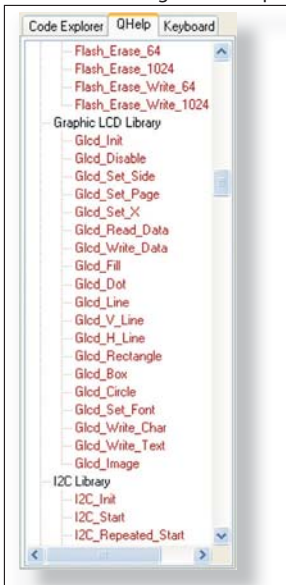 Code Explorer QHelp Keyboard
Flash_Erase_64
Flash_Erase_1024
Flash_Erase_Write_64
Flash_Erase_Write_1024
Graphic LCD Library
Glcd_Init
Glcd_Disable
Glcd_Set_Side
Glcd_Set_Page
Glcd_Set_X
Glcd_Read_Data
Glcd_Write_Data
Glcd_Fill
Glcd_Dot
Glcd_Line
Glcd_V_Line
Glcd_H_Line
Glcd_Rectangle
Glcd_Box
Glcd_Circle
Glcd_Set_Font
Glcd_Write_Char
Glcd_Write_Text
Glcd_Image
I2C Library
I2C_Init
I2C_Start
I2C_Repeated_Start